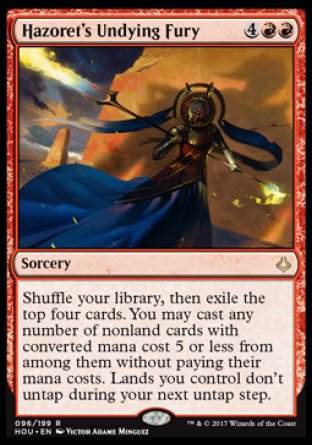 Hazoret's Undying Fury 4
Sorcery
Shuffle your library, then exile the
top four cards. You may cast any
number of nonland cards with
converted mana cost 5 or less from
among them without paying their
mana costs. Lands you control don't
untap during your next untap step.
096/199 R
HOU • EN VICTOR ADAME MINGUEZ
™ & © 2017 Wizards of the Coast